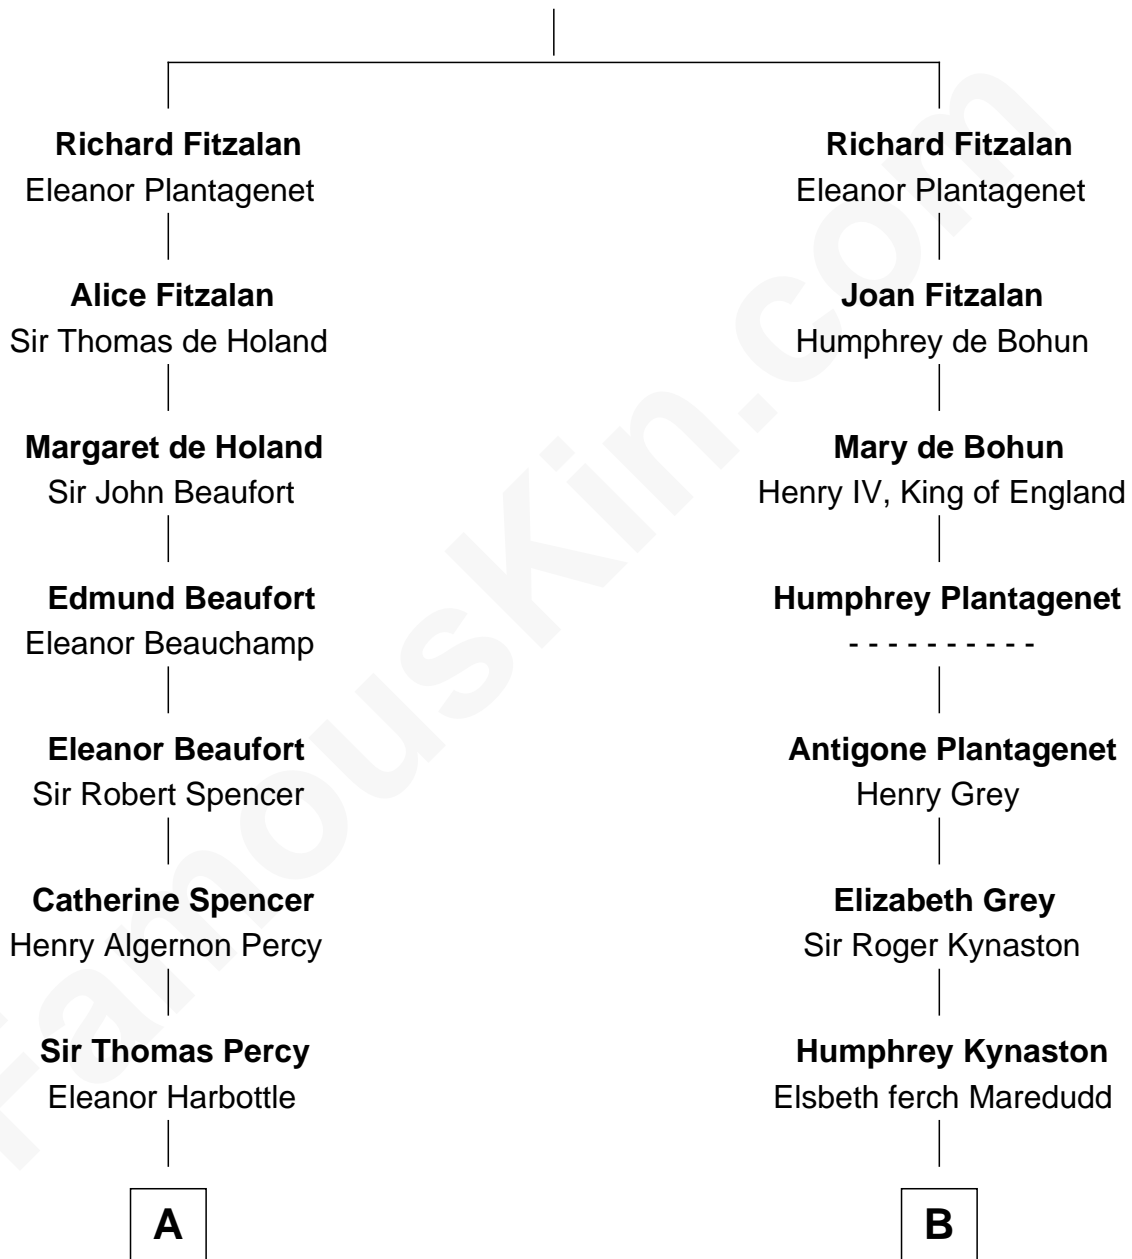 Richard Fitzalan
Eleanor Plantagenet
Alice Fitzalan
Sir Thomas de Holand
Margaret de Holand
Sir John Beaufort
Edmund Beaufort
Eleanor Beauchamp
Eleanor Beaufort
Sir Robert Spencer
Catherine Spencer
Henry Algernon Percy
Sir Thomas Percy
Eleanor Harbottle
A
Richard Fitzalan
Eleanor Plantagenet
Joan Fitzalan
Humphrey de Bohun
Mary de Bohun
Henry IV, King of England
Humphrey Plantagenet
- - - - - - - - - -
Antigone Plantagenet
Henry Grey
Elizabeth Grey
Sir Roger Kynaston
Humphrey Kynaston
Elsbeth ferch Maredudd
B
FamousKin.com